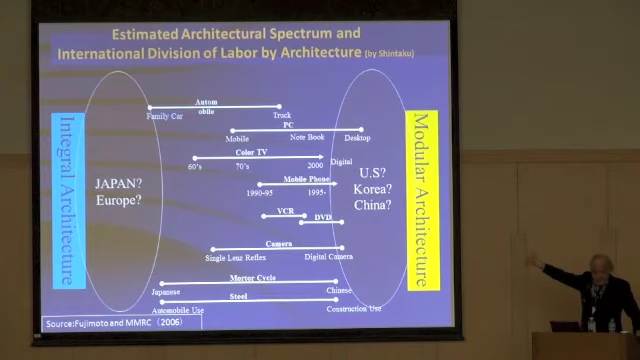 Estimated Architectural Spectrum and
International Division of Labor by Architecture (by Shintaku)
Integral Architecture
JAPAN?
Europe?
Autom
obile
Family Car
Truck
PC
Mobile
Note Book
Desktop
Color TV
60's
70's
2000
Digital
Mobile Phone
1990-95
1995-
VCR
DVD
Camera
Single Lenz Reflex
Digital Camera
Mortor Cycle
Japanese
Chinese
Steel
Automobile Use
Construction Use
U.S?
Korea?
China?
Modular Architecture
Source:Fujimoto and MMRC (2006)